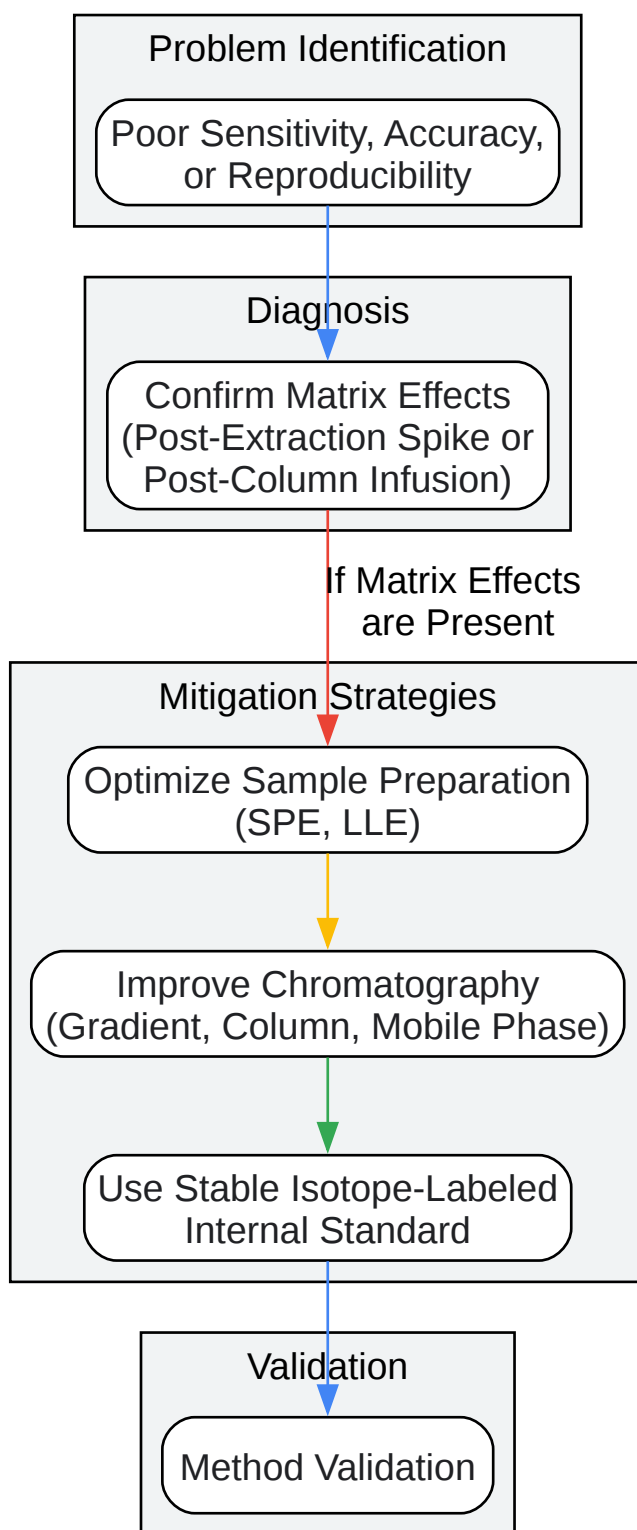 Problem Identification
Poor Sensitivity, Accuracy,
or Reproducibility
Diagnosis
Confirm Matrix Effects
(Post-Extraction Spike or
Post-Column Infusion)
If Matrix Effects
are Present
Mitigation Strategies
Optimize Sample Preparation
(SPE, LLE)
Improve Chromatography
(Gradient, Column, Mobile Phase)
Use Stable Isotope-Labeled
Internal Standard
Validation
Method Validation